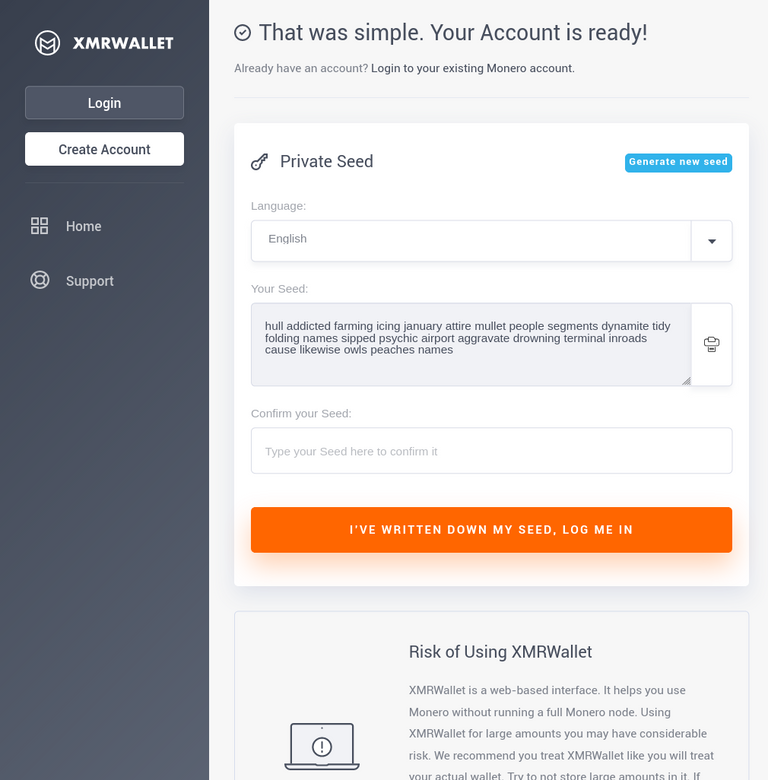 XMRWALLET
Login
Create Account
Home
Support
That was simple. Your Account is ready!
Already have an account? Login to your existing Monero account.
Private Seed
Generate new seed
Language:
English
Your Seed:
hull addicted farming icing january attire mullet people segments dynamite tidy
folding names sipped psychic airport aggravate drowning terminal inroads
cause likewise owls peaches names
Confirm your Seed:
Type your Seed here to confirm it
I'VE WRITTEN DOWN MY SEED, LOG ME IN
Risk of Using XMRWallet
XMRWallet is a web-based interface. It helps you use
Monero without running a full Monero node. Using
XMRWallet for large amounts you may have considerable
risk. We recommend you treat XMRWallet like you will treat
your actual wallet. Try to not store large amounts in it. If